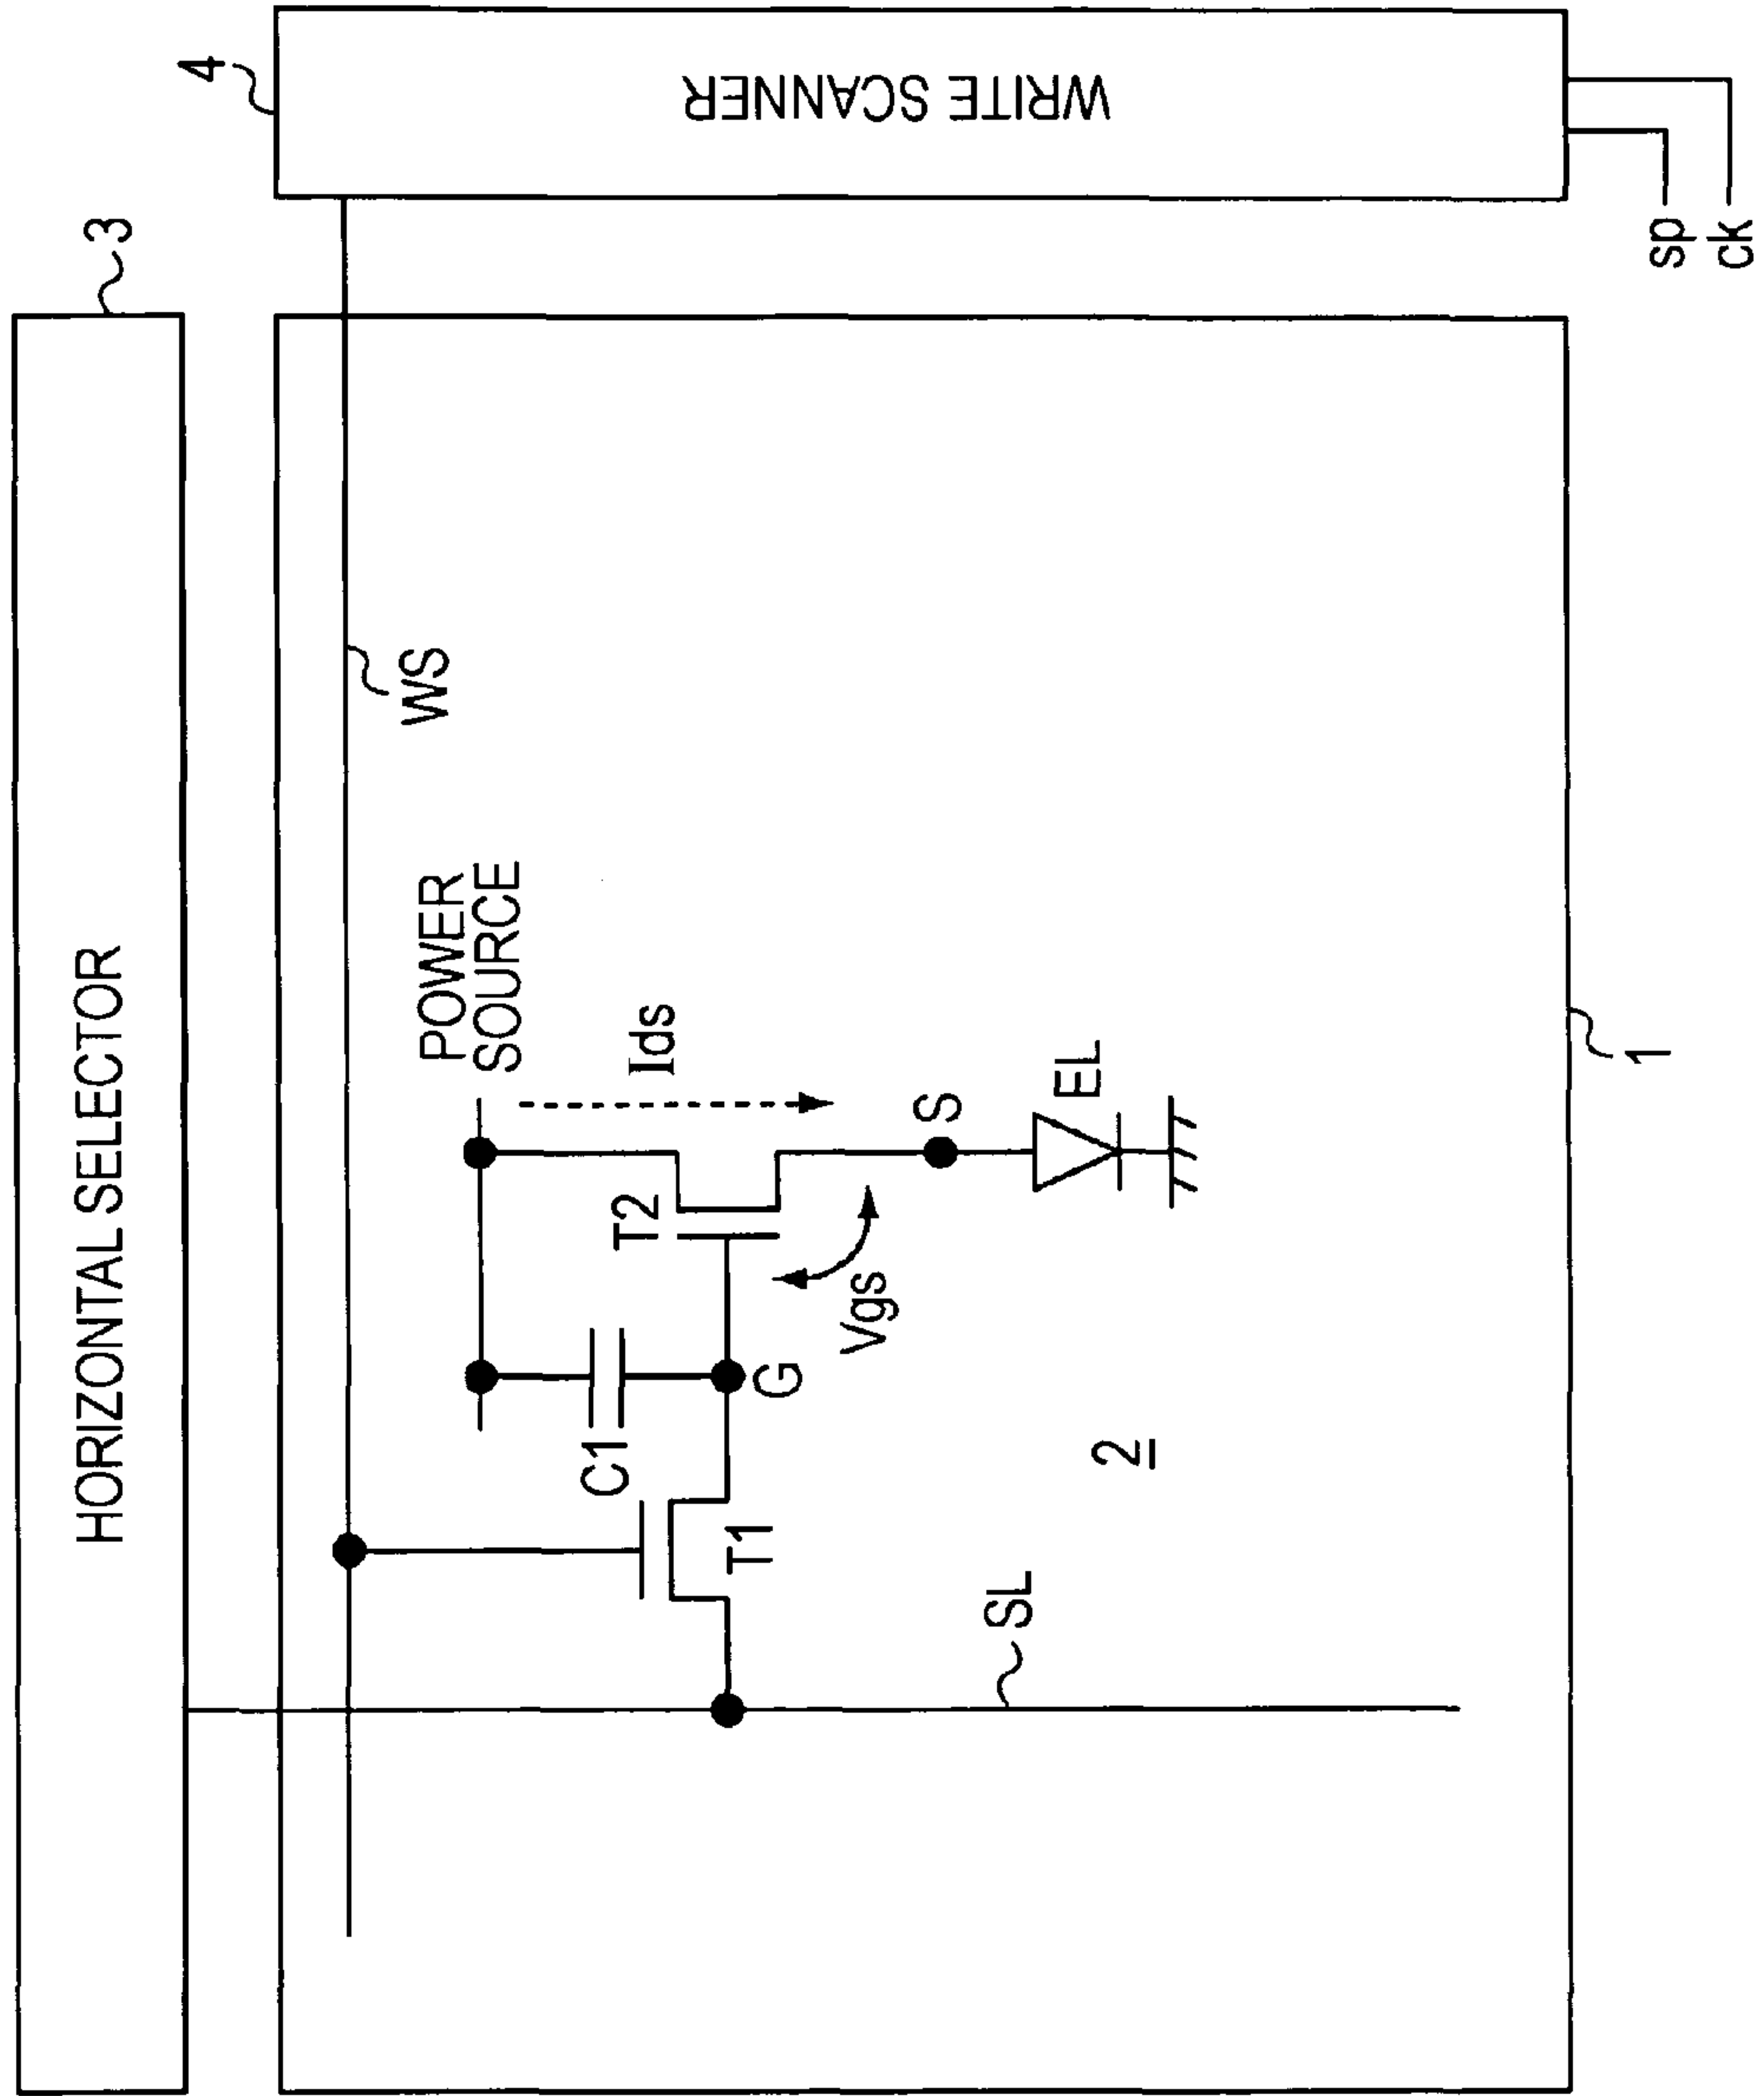 HORIZONTAL SELECTOR
3
4
WRITE SCANNER
WS
POWER
SOURCE
Ids
C1
T2
T1
G
Vgs
S
EL
2
SL
1
sp
ck